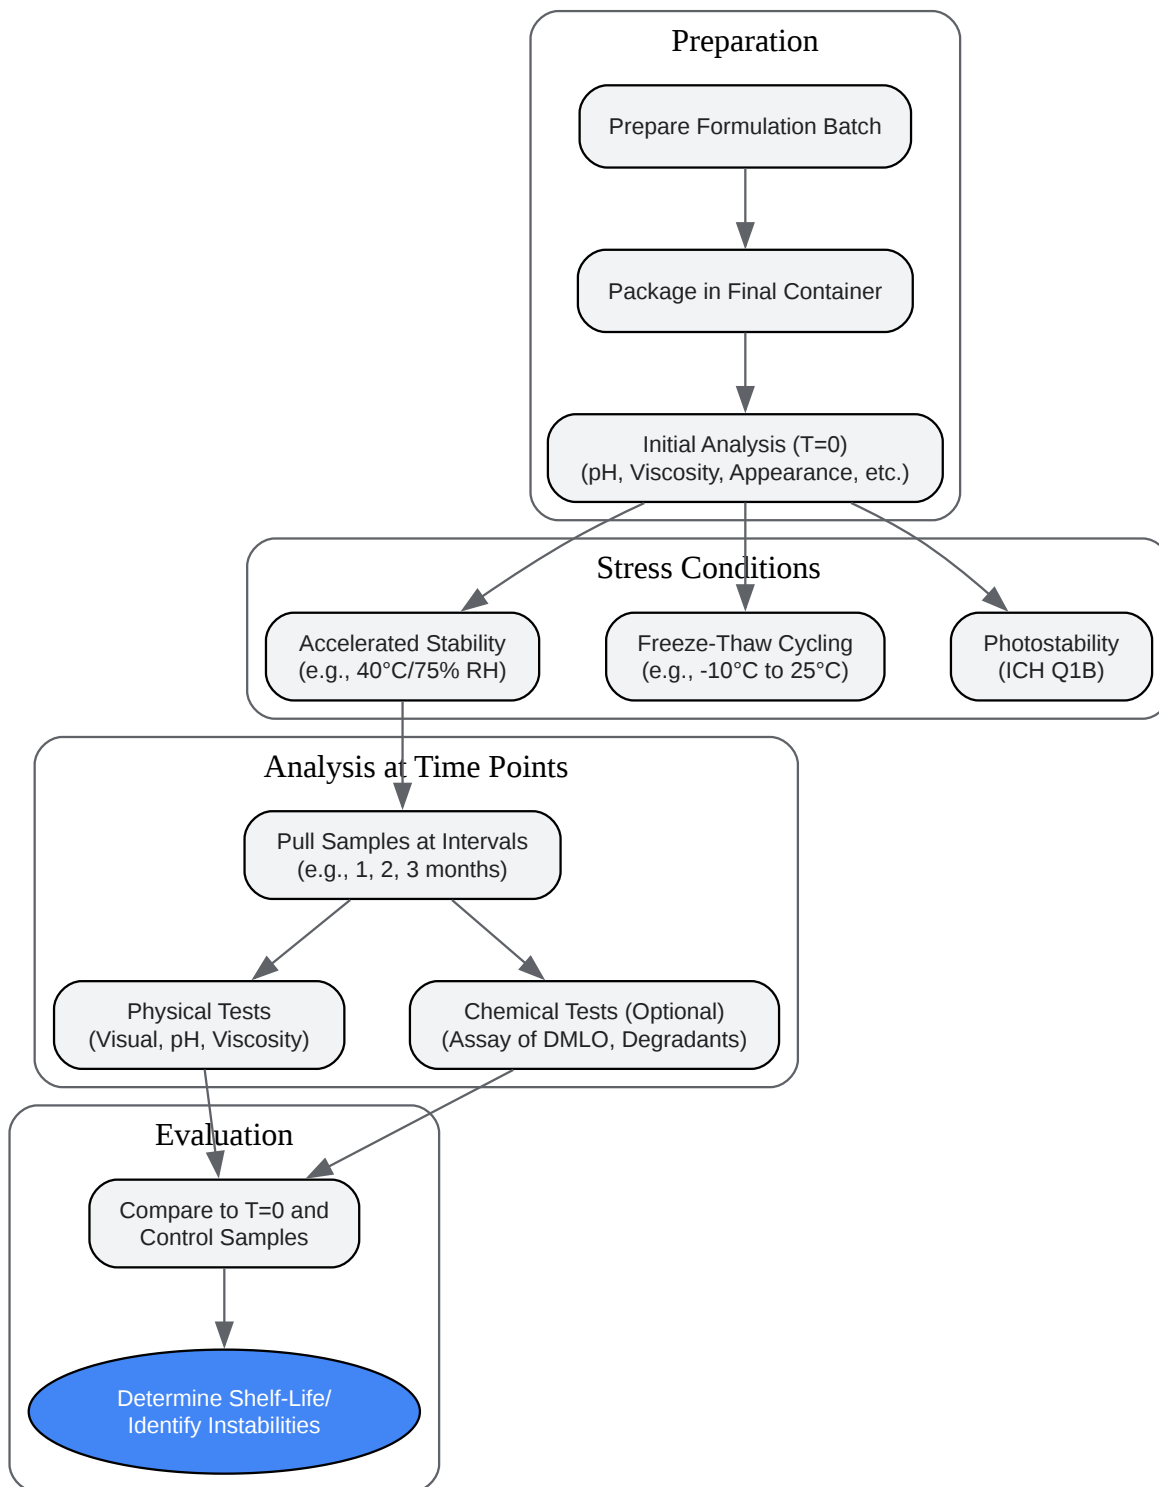 Preparation
Prepare Formulation Batch
Package in Final Container
Initial Analysis (T=0)
(pH, Viscosity, Appearance, etc.)
Stress Conditions
Accelerated Stability
(e.g., 40°C/75% RH)
Freeze-Thaw Cycling
(e.g., -10°C to 25°C)
Photostability
(ICH Q1B)
Analysis at Time Points
Pull Samples at Intervals
(e.g., 1, 2, 3 months)
Physical Tests
(Visual, pH, Viscosity)
Chemical Tests (Optional)
(Assay of DMLO, Degradants)
Evaluation
Compare to T=0 and
Control Samples
Determine Shelf-Life/
Identify Instabilities